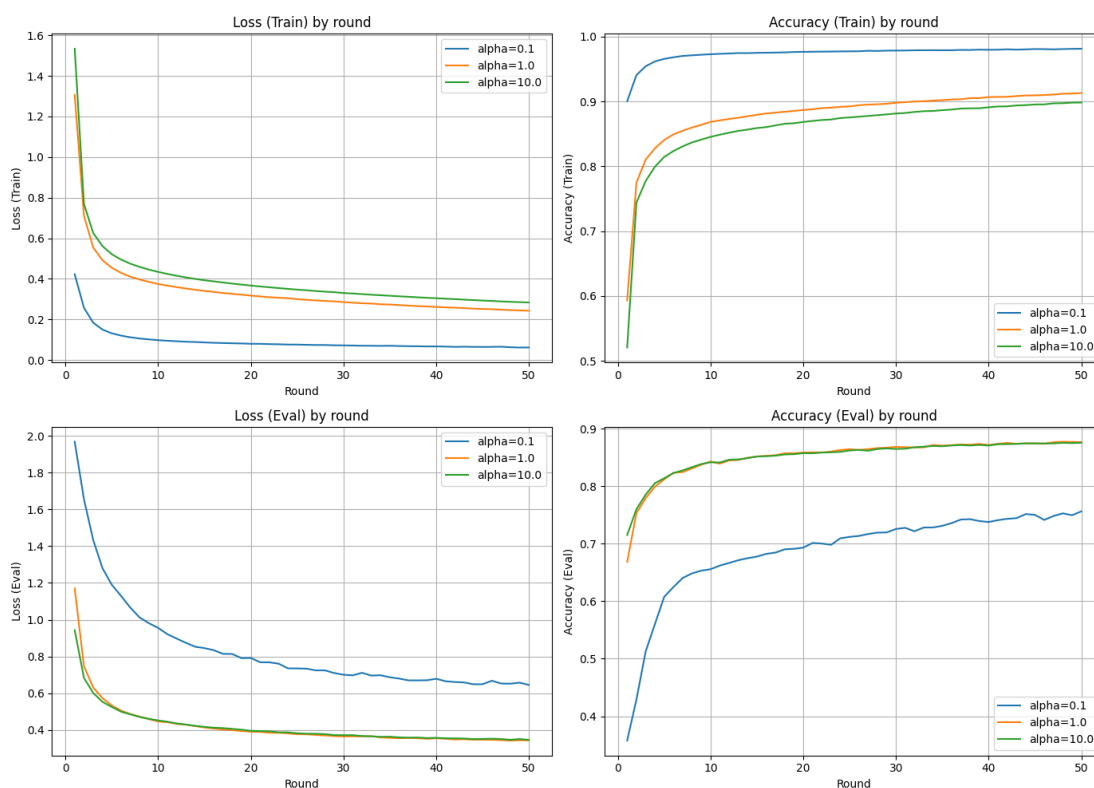 Loss (Train) by round
Loss (Train)
1.6
1.4
1.2
1.0
0.8
0.6
0.4
0.2
0.0
0 10 20 30 40 50
Round
alpha=0.1
alpha=1.0
alpha=10.0
Accuracy (Train) by round
Accuracy (Train)
1.0
0.9
0.8
0.7
0.6
0.5
0 10 20 30 40 50
Round
alpha=0.1
alpha=1.0
alpha=10.0
Loss (Eval) by round
Loss (Eval)
2.0
1.8
1.6
1.4
1.2
1.0
0.8
0.6
0.4
0 10 20 30 40 50
Round
alpha=0.1
alpha=1.0
alpha=10.0
Accuracy (Eval) by round
Accuracy (Eval)
0.9
0.8
0.7
0.6
0.5
0.4
0 10 20 30 40 50
Round
alpha=0.1
alpha=1.0
alpha=10.0